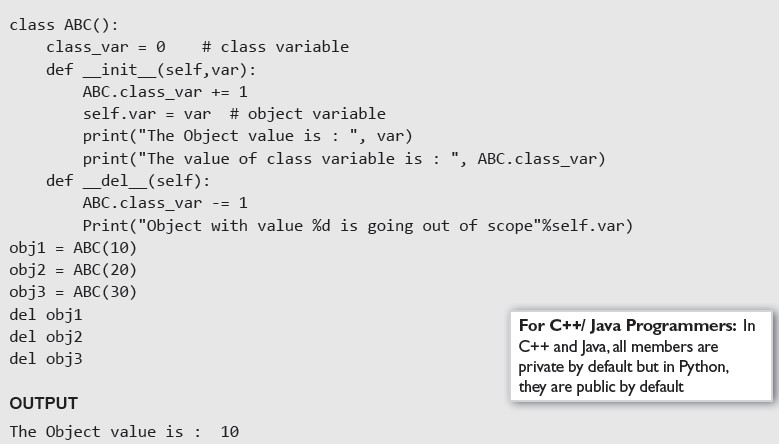 class ABC():
    class_var = 0    # class variable
    def __init__(self,var):
        ABC.class_var += 1
        self.var = var  # object variable
        print("The Object value is : ", var)
        print("The value of class variable is : ", ABC.class_var)
    def __del__(self):
        ABC.class_var -= 1
        Print("Object with value %d is going out of scope"%self.var)
obj1 = ABC(10)
obj2 = ABC(20)
obj3 = ABC(30)
del obj1
del obj2
del obj3
For C++/ Java Programmers: In
C++ and Java, all members are
private by default but in Python,
they are public by default
OUTPUT
The Object value is :  10